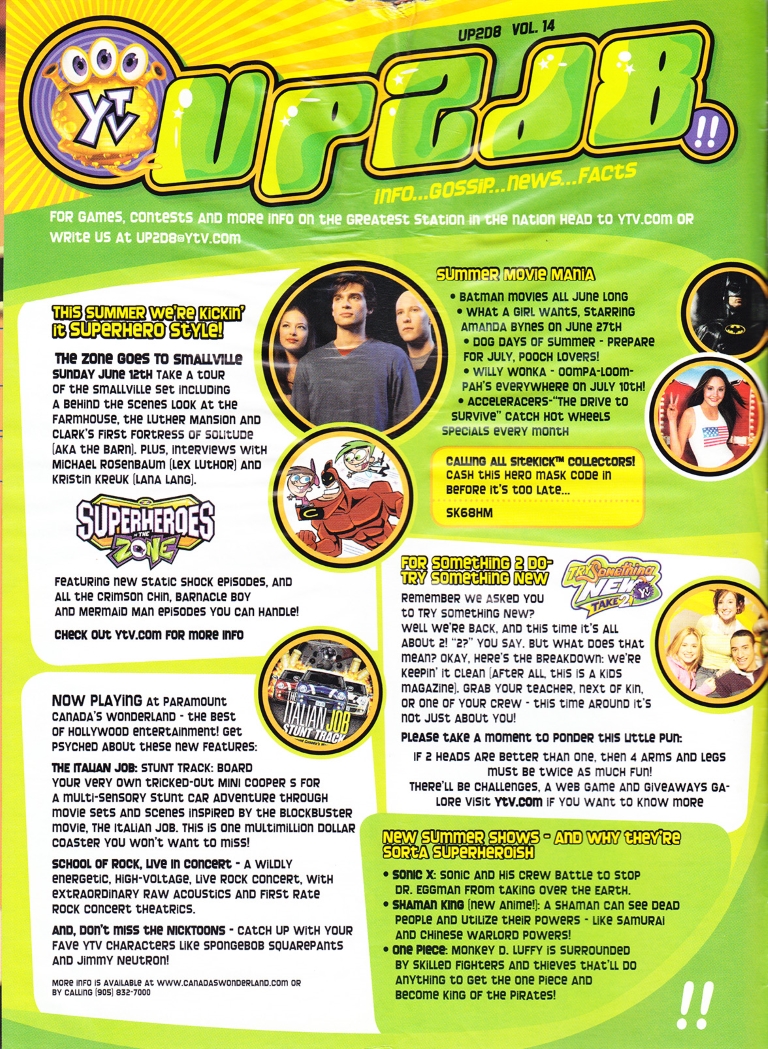 UP2D8 VOL. 14
YTV
UP2D8 !!
INFO...GOSSIP...NEWS...FACTS
FOR GAMES, CONTESTS AND MORE INFO ON THE GREATEST STATION IN THE NATION HEAD TO YTV.COM OR
WRITE US AT UP2D8@YTV.COM
THIS SUMMER WE'RE KICKIN'
IT SUPERHERO STYLE!
THE ZONE GOES TO SMALLVILLE
SUNDAY JUNE 12TH TAKE A TOUR
OF THE SMALLVILLE SET INCLUDING
A BEHIND THE SCENES LOOK AT THE
FARMHOUSE, THE LUTHER MANSION AND
CLARK'S FIRST FORTRESS OF SOLITUDE
(AKA THE BARN). PLUS, INTERVIEWS WITH
MICHAEL ROSENBAUM (LEX LUTHOR) AND
KRISTIN KREUK (LANA LANG).
SUPERHEROES
IN THE
ZONE
FEATURING NEW STATIC SHOCK EPISODES, AND
ALL THE CRIMSON CHIN, BARNACLE BOY
AND MERMAID MAN EPISODES YOU CAN HANDLE!
CHECK OUT YTV.COM FOR MORE INFO
NOW PLAYING AT PARAMOUNT
CANADA'S WONDERLAND - THE BEST
OF HOLLYWOOD ENTERTAINMENT! GET
PSYCHED ABOUT THESE NEW FEATURES:
THE ITALIAN JOB
STUNT TRACK
THE ITALIAN JOB: STUNT TRACK: BOARD
YOUR VERY OWN TRICKED-OUT MINI COOPER S FOR
A MULTI-SENSORY STUNT CAR ADVENTURE THROUGH
MOVIE SETS AND SCENES INSPIRED BY THE BLOCKBUSTER
MOVIE, THE ITALIAN JOB. THIS IS ONE MULTIMILLION DOLLAR
COASTER YOU WON'T WANT TO MISS!
SCHOOL OF ROCK, LIVE IN CONCERT - A WILDLY
ENERGETIC, HIGH-VOLTAGE, LIVE ROCK CONCERT, WITH
EXTRAORDINARY RAW ACOUSTICS AND FIRST RATE
ROCK CONCERT THEATRICS.
AND, DON'T MISS THE NICKTOONS - CATCH UP WITH YOUR
FAVE YTV CHARACTERS LIKE SPONGEBOB SQUAREPANTS
AND JIMMY NEUTRON!
MORE INFO IS AVAILABLE AT WWW.CANADASWONDERLAND.COM OR
BY CALLING (905) 832-7000
SUMMER MOVIE MANIA
• BATMAN MOVIES ALL JUNE LONG
• WHAT A GIRL WANTS, STARRING
AMANDA BYNES ON JUNE 27TH
• DOG DAYS OF SUMMER - PREPARE
FOR JULY, POOCH LOVERS!
• WILLY WONKA - OOMPA-LOOM-
PAH'S EVERYWHERE ON JULY 10TH!
• ACCELERACERS-"THE DRIVE TO
SURVIVE" CATCH HOT WHEELS
SPECIALS EVERY MONTH
CALLING ALL SITEKICK™ COLLECTORS!
CASH THIS HERO MASK CODE IN
BEFORE IT'S TOO LATE...
SK68HM
FOR SOMETHING 2 DO-
TRY SOMETHING NEW
TRY SOMETHING
NEW
TAKE 2
YTV
REMEMBER WE ASKED YOU
TO TRY SOMETHING NEW?
WELL WE'RE BACK, AND THIS TIME IT'S ALL
ABOUT 2! "2?" YOU SAY. BUT WHAT DOES THAT
MEAN? OKAY, HERE'S THE BREAKDOWN: WE'RE
KEEPIN' IT CLEAN (AFTER ALL, THIS IS A KIDS
MAGAZINE). GRAB YOUR TEACHER, NEXT OF KIN,
OR ONE OF YOUR CREW - THIS TIME AROUND IT'S
NOT JUST ABOUT YOU!
PLEASE TAKE A MOMENT TO PONDER THIS LITTLE PUN:
IF 2 HEADS ARE BETTER THAN ONE, THEN 4 ARMS AND LEGS
MUST BE TWICE AS MUCH FUN!
THERE'LL BE CHALLENGES, A WEB GAME AND GIVEAWAYS GA-
LORE VISIT YTV.COM IF YOU WANT TO KNOW MORE
NEW SUMMER SHOWS - AND WHY THEY'RE
SORTA SUPERHEROISH
• SONIC X: SONIC AND HIS CREW BATTLE TO STOP
DR. EGGMAN FROM TAKING OVER THE EARTH.
• SHAMAN KING (NEW ANIME!): A SHAMAN CAN SEE DEAD
PEOPLE AND UTILIZE THEIR POWERS - LIKE SAMURAI
AND CHINESE WARLORD POWERS!
• ONE PIECE: MONKEY D. LUFFY IS SURROUNDED
BY SKILLED FIGHTERS AND THIEVES THAT'LL DO
ANYTHING TO GET THE ONE PIECE AND
BECOME KING OF THE PIRATES!
!!